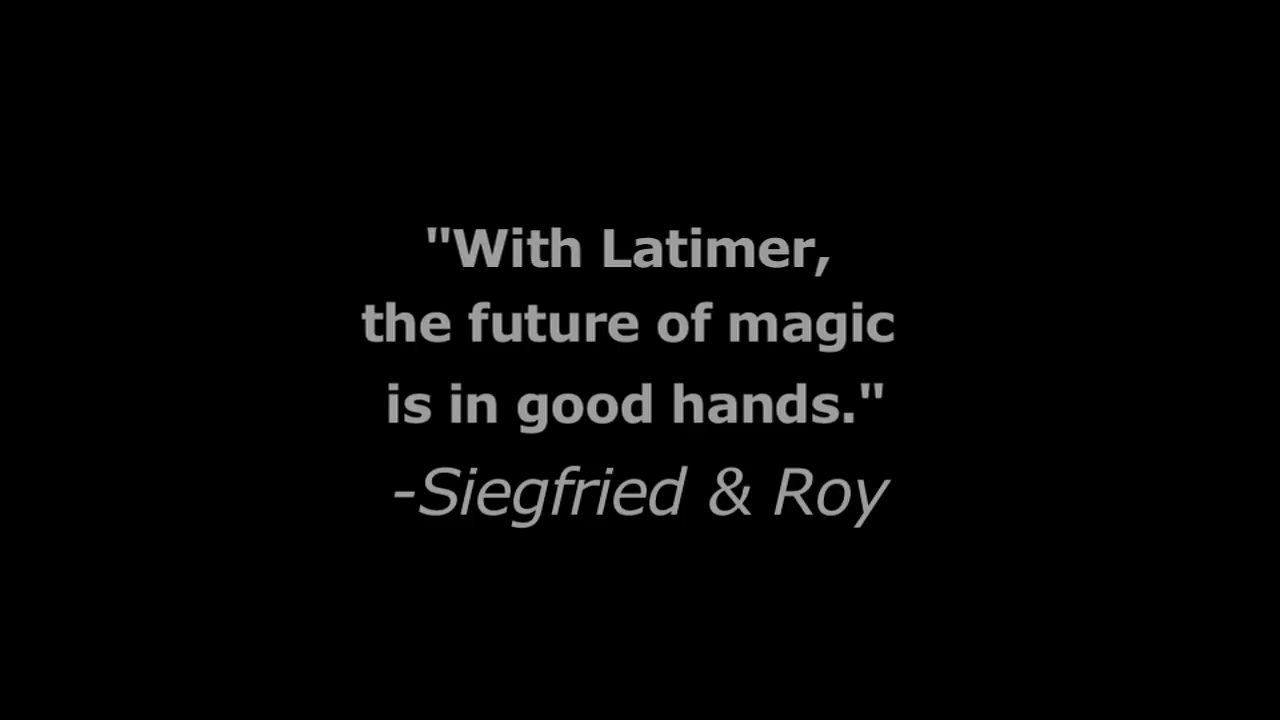 "With Latimer,
the future of magic
is in good hands."
-Siegfried & Roy